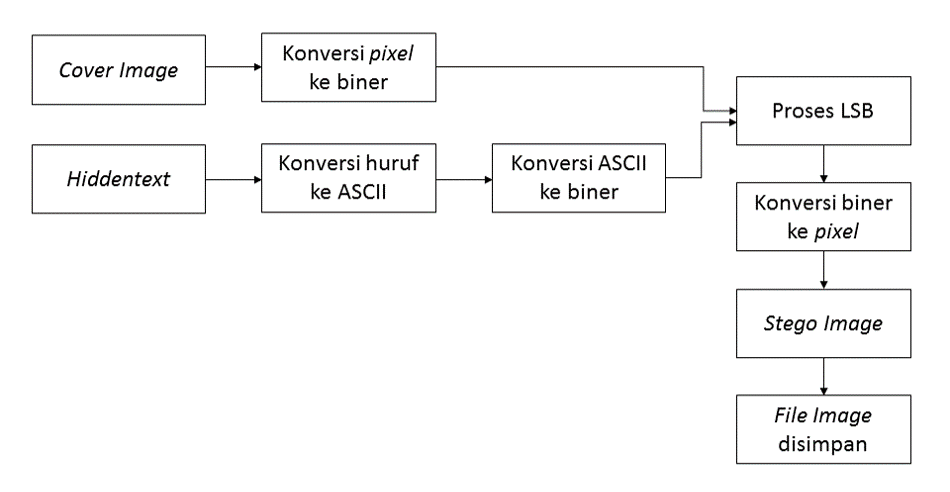 Cover Image
Konversi pixel
ke biner
Proses LSB
Hiddentext
Konversi huruf
ke ASCII
Konversi ASCII
ke biner
Konversi biner
ke pixel
Stego Image
File Image
disimpan